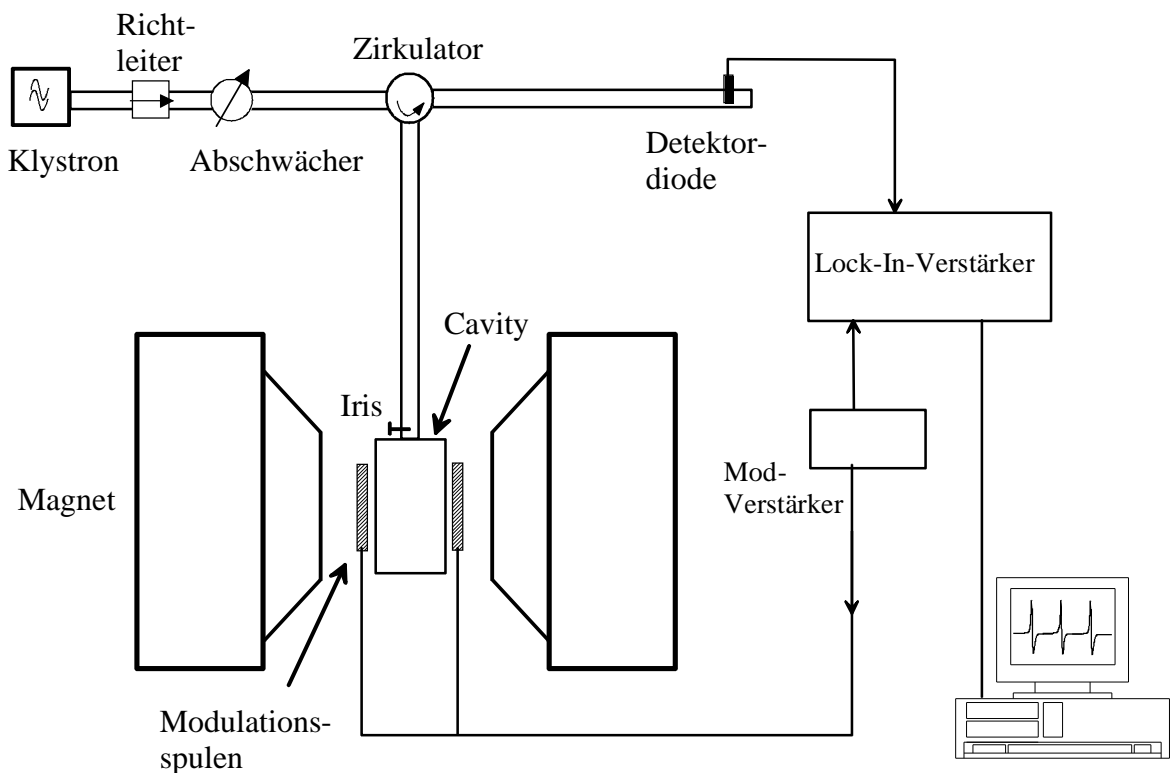 Richt-
leiter
Zirkulator
Klystron
Abschwächer
Detektor-
diode
Lock-In-Verstärker
Cavity
Iris
Magnet
Mod-
Verstärker
Modulations-
spulen